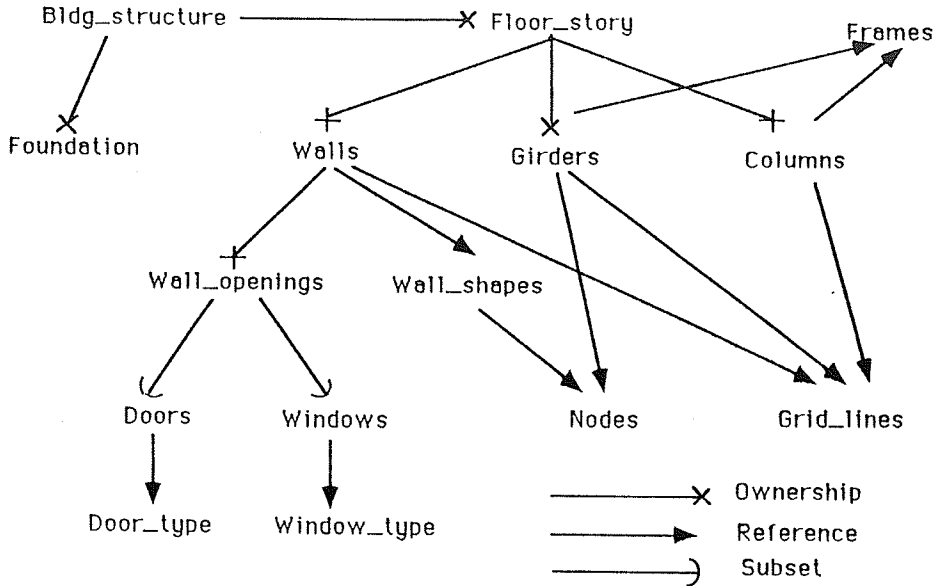 Bldg_structure
Floor_story
Frames
Foundation
Walls
Girders
Columns
Wall_openings
Wall_shapes
Doors
Windows
Nodes
Grid_lines
Door_type
Window_type
Ownership
Reference
Subset